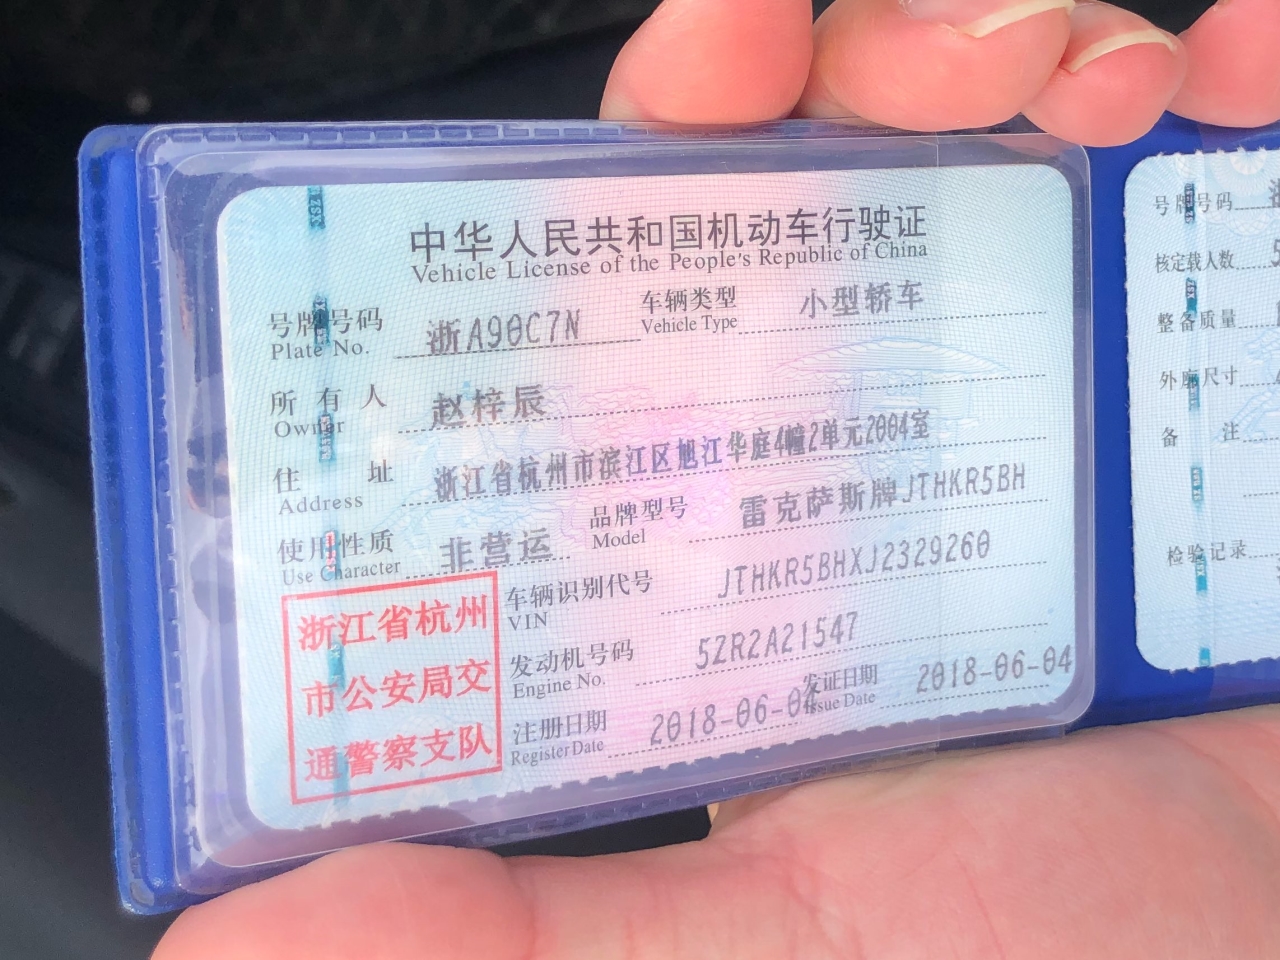 中华人民共和国机动车行驶证
Vehicle License of the People's Republic of China
号牌号码 浙A90C7N 车辆类型 小型轿车
Plate No. Vehicle Type
所有人 赵梓辰
Owner
住址 浙江省杭州市滨江区旭江华庭4幢2单元2004室
Address
使用性质 非营运 品牌型号 雷克萨斯牌JTHKR5BH
Use Character Model
浙江省杭州
市公安局交
通警察支队
车辆识别代号 JTHKR5BHXJ2329260
VIN
发动机号码 5ZR2A21547
Engine No.
注册日期 2018-06-04 发证日期 2018-06-04
Register Date Issue Date
号牌号码
核定载人数 5
整备质量
外廓尺寸
备注
检验记录